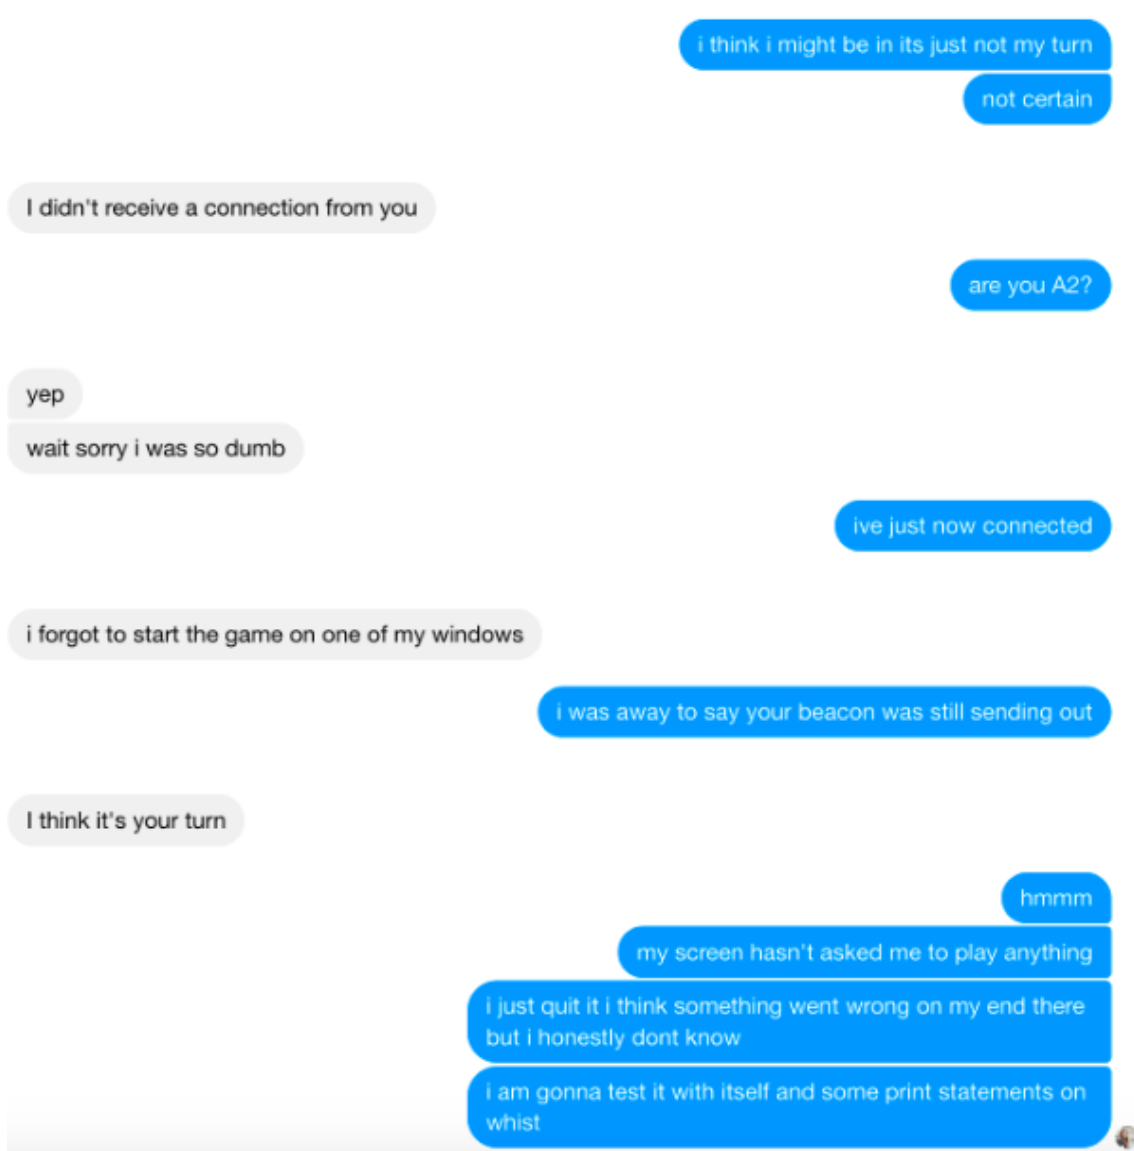 i think i might be in its just not my turn
not certain
I didn't receive a connection from you
are you A2?
yep
wait sorry i was so dumb
ive just now connected
i forgot to start the game on one of my windows
i was away to say your beacon was still sending out
I think it's your turn
hmmm
my screen hasn't asked me to play anything
i just quit it i think something went wrong on my end there
but i honestly dont know
i am gonna test it with itself and some print statements on
whist